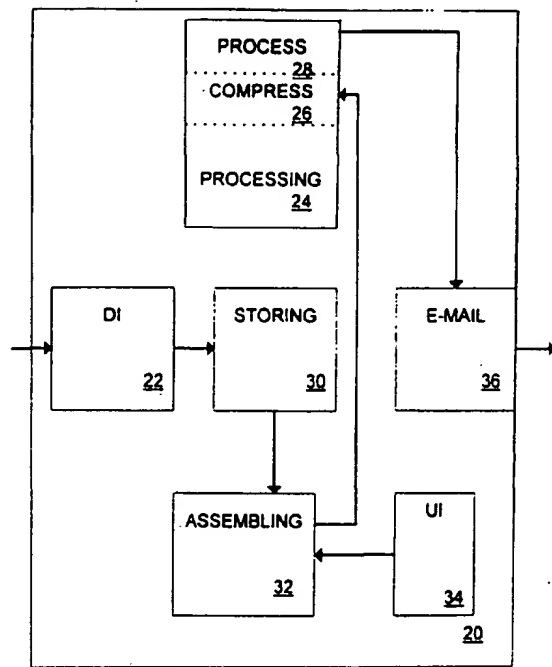 PROCESS
28
COMPRESS
26
PROCESSING
24
DI
22
STORING
30
E-MAIL
36
ASSEMBLING
32
UI
34
20